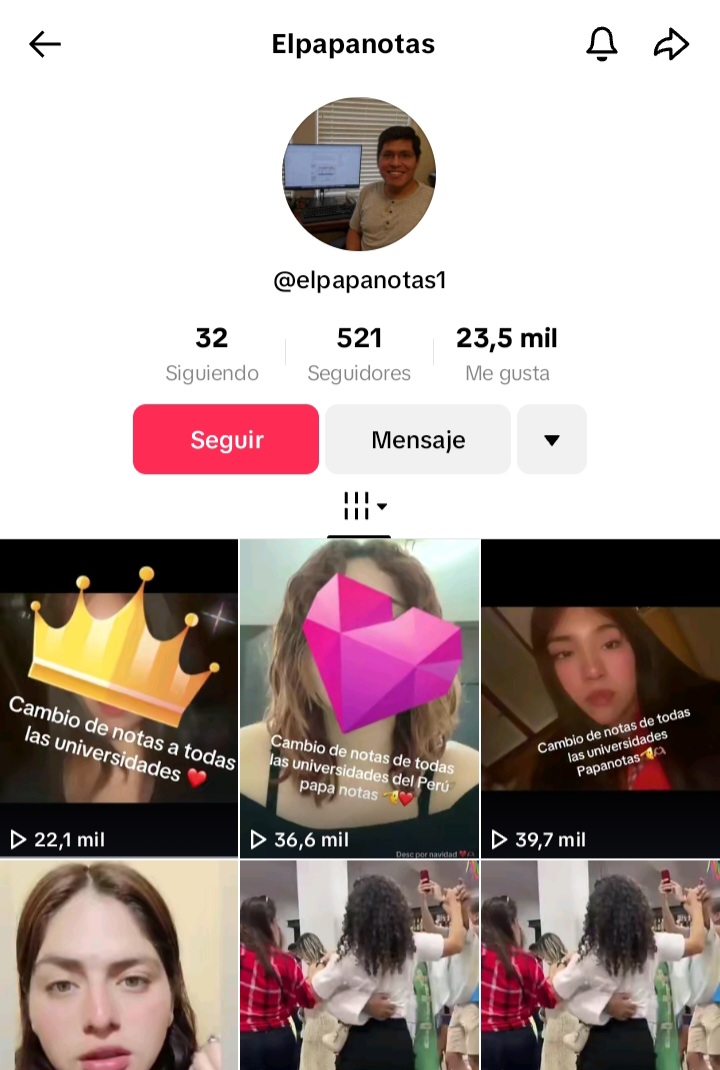 Elpapanotas
@elpapanotas1
32
Siguiendo
521
Seguidores
23,5 mil
Me gusta
Seguir
Mensaje
Cambio de notas a todas
las universidades ❤️
22,1 mil
Cambio de notas de todas
las universidades del Perú
papa notas 🫡❤️
36,6 mil
Desc por navidad ❤️🫶
Cambio de notas de todas
las universidades
Papanotas🫡🫶
39,7 mil